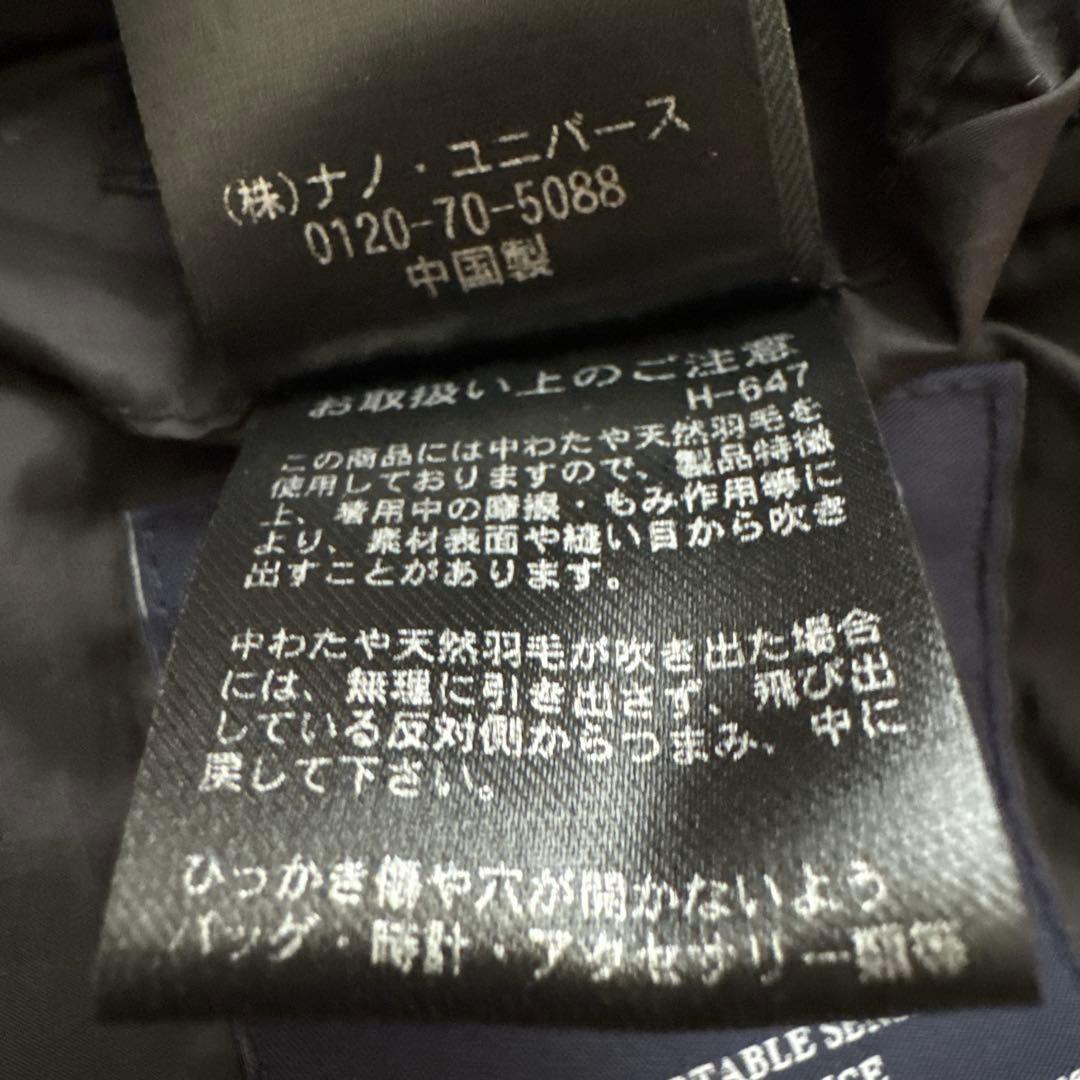 (株)ナノ・ユニバース
0120-70-5088
中国製
お取扱い上のご注意
H-647
この商品には中わたや天然羽毛を
使用しておりますので、製品特徴
上、着用中の摩擦・もみ作用等に
より、素材表面や縫い目から吹き
出すことがあります。
中わたや天然羽毛が吹き出た場合
には、無理に引き出さず、飛び出
している反対側からつまみ、中に
戻して下さい。
ひっかき傷や穴が開かないよう
バッグ・時計・アクセサリー類等